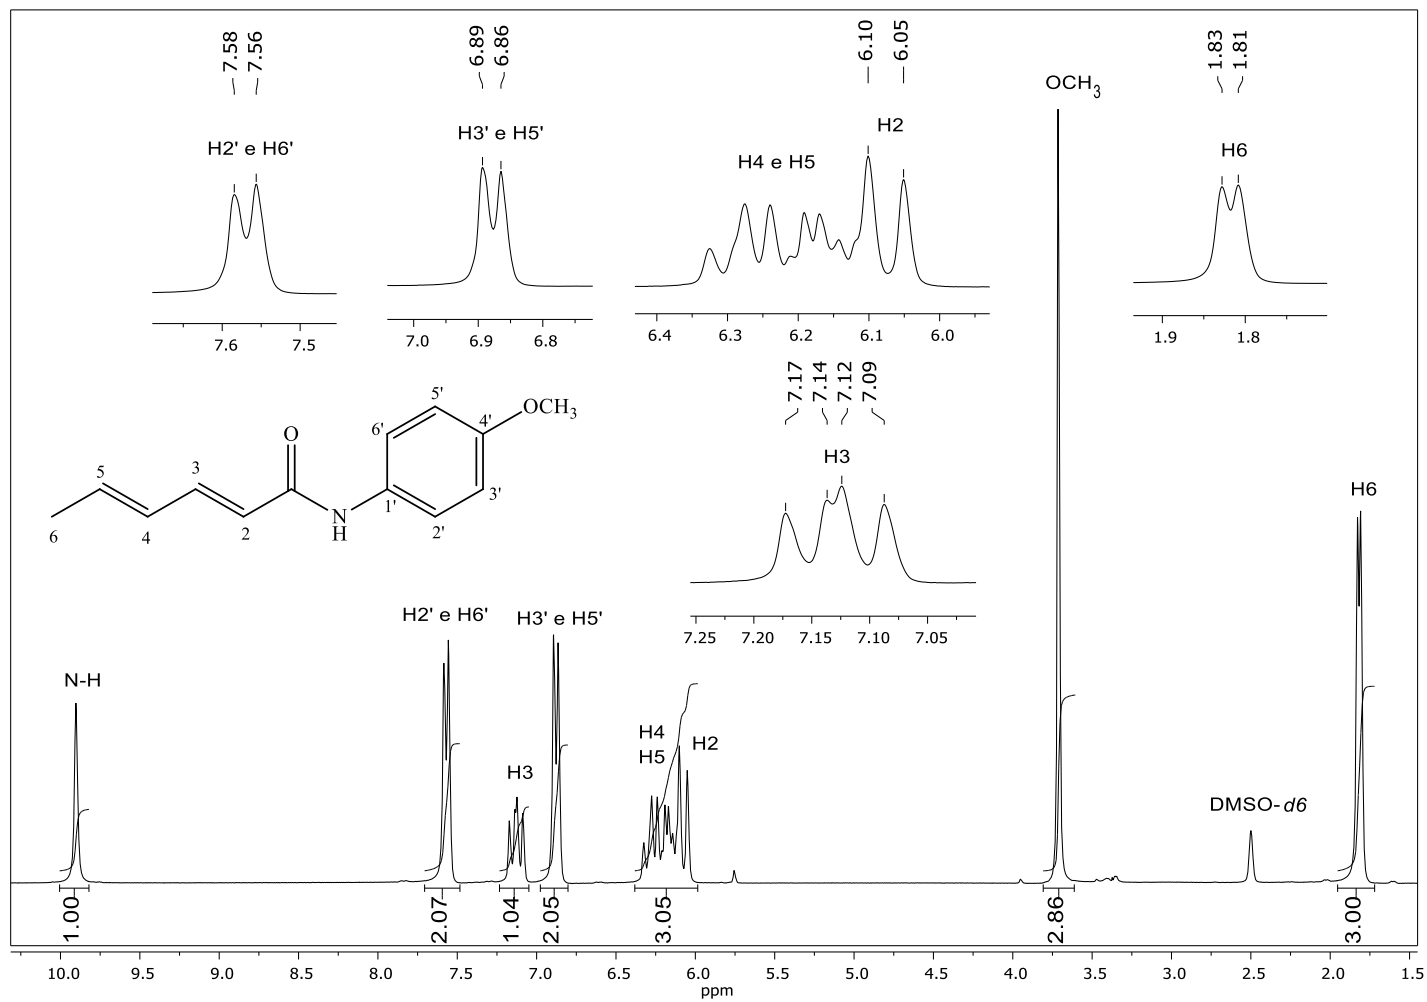 7.58
7.56
6.89
6.86
6.10
6.05
1.83
1.81
OCH3
H2' e H6'
H3' e H5'
H4 e H5
H2
H6
7.6 7.5
7.0 6.9 6.8
6.4 6.3 6.2 6.1 6.0
1.9 1.8
7.17
7.14
7.12
7.09
H3
7.25 7.20 7.15 7.10 7.05
5'
OCH3
4'
6'
O
3'
1'
2'
N
H
5
3
6
4
2
N-H
H2' e H6'
H3
H3' e H5'
H4
H5
H2
DMSO-d6
H6
1.00
2.07
1.04
2.05
3.05
2.86
3.00
10.0 9.5 9.0 8.5 8.0 7.5 7.0 6.5 6.0 5.5 5.0 4.5 4.0 3.5 3.0 2.5 2.0 1.5
ppm